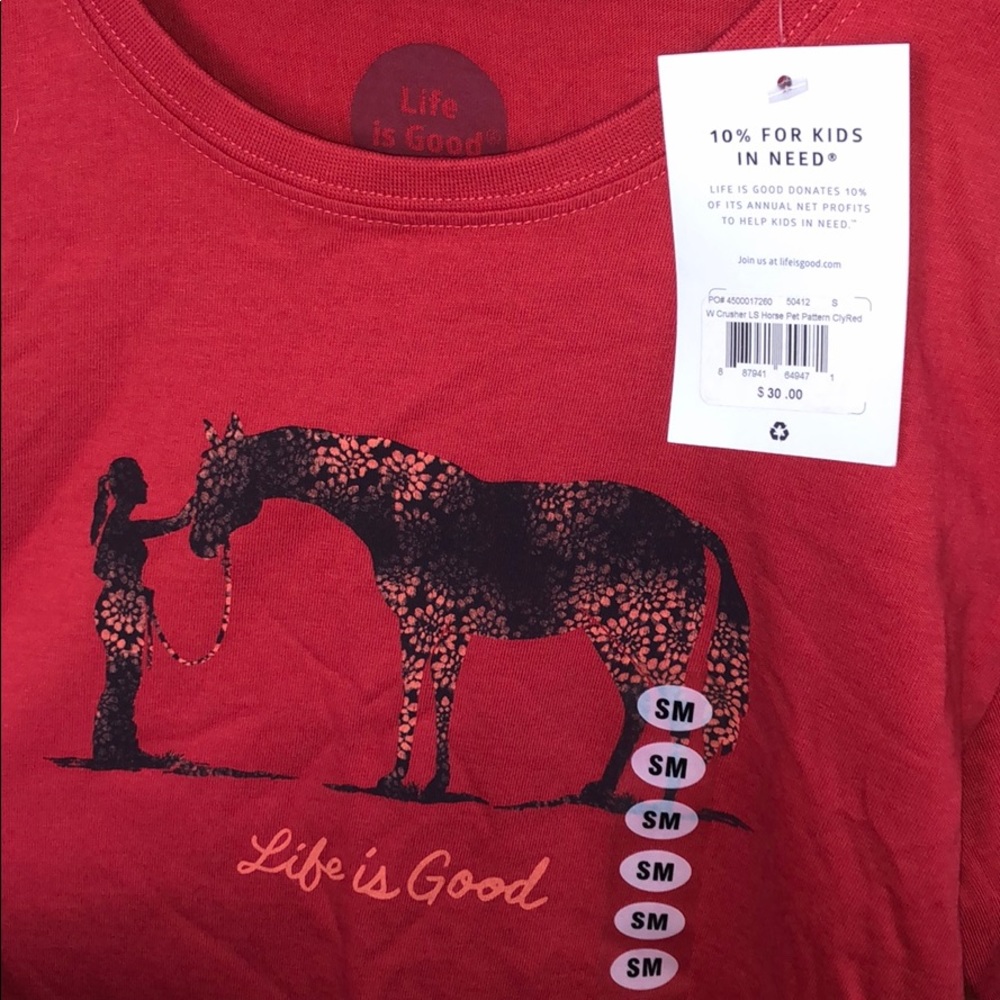 Life
is Good®
10% FOR KIDS
IN NEED®
LIFE IS GOOD DONATES 10%
OF ITS ANNUAL NET PROFITS
TO HELP KIDS IN NEED.™
Join us at lifeisgood.com
PO# 4500017260 50412 S
W Crusher LS Horse Pet Pattern ClyRed
8 87941 64947 1
$30.00
Life is Good
SM
SM
SM
SM
SM
SM